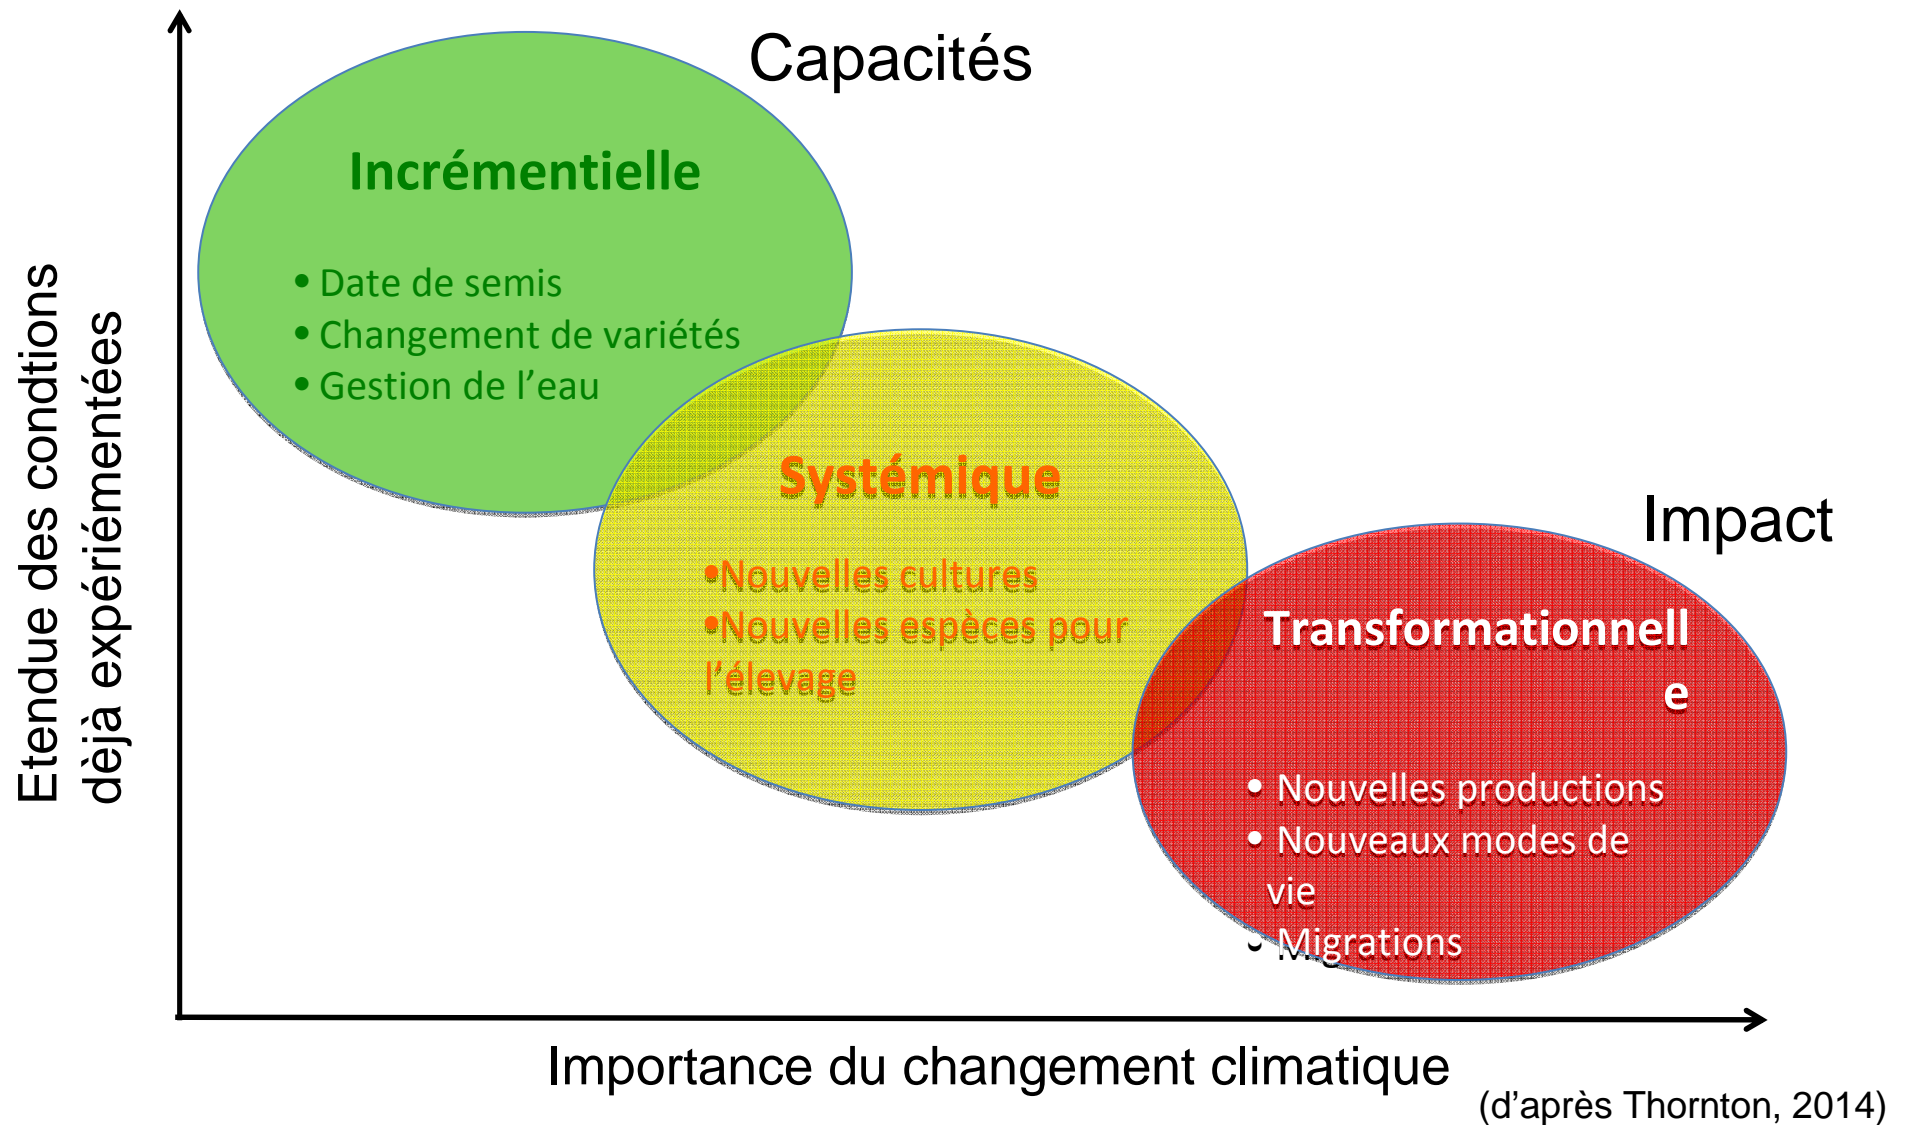 Capacités
Incrémentielle
• Date de semis
• Changement de variétés
• Gestion de l’eau
Etendue des condtions
dèjà expériémentées
Systémique
•Nouvelles cultures
•Nouvelles espèces pour
l’élevage
Impact
Transformationnell
e
• Nouvelles productions
• Nouveaux modes de
vie
• Migrations
Importance du changement climatique
(d’après Thornton, 2014)